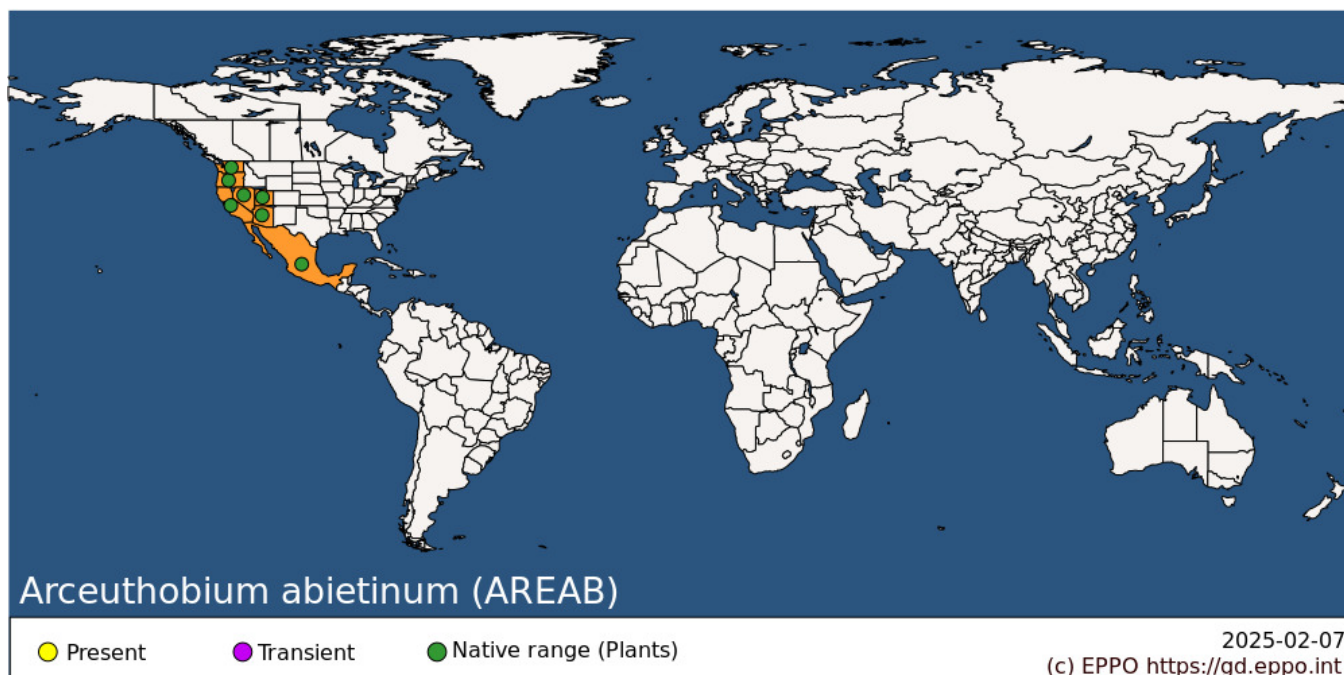 Arceuthobium abietinum (AREAB)
Present
Transient
Native range (Plants)
2025-02-07
(c) EPPO https://gd.eppo.int